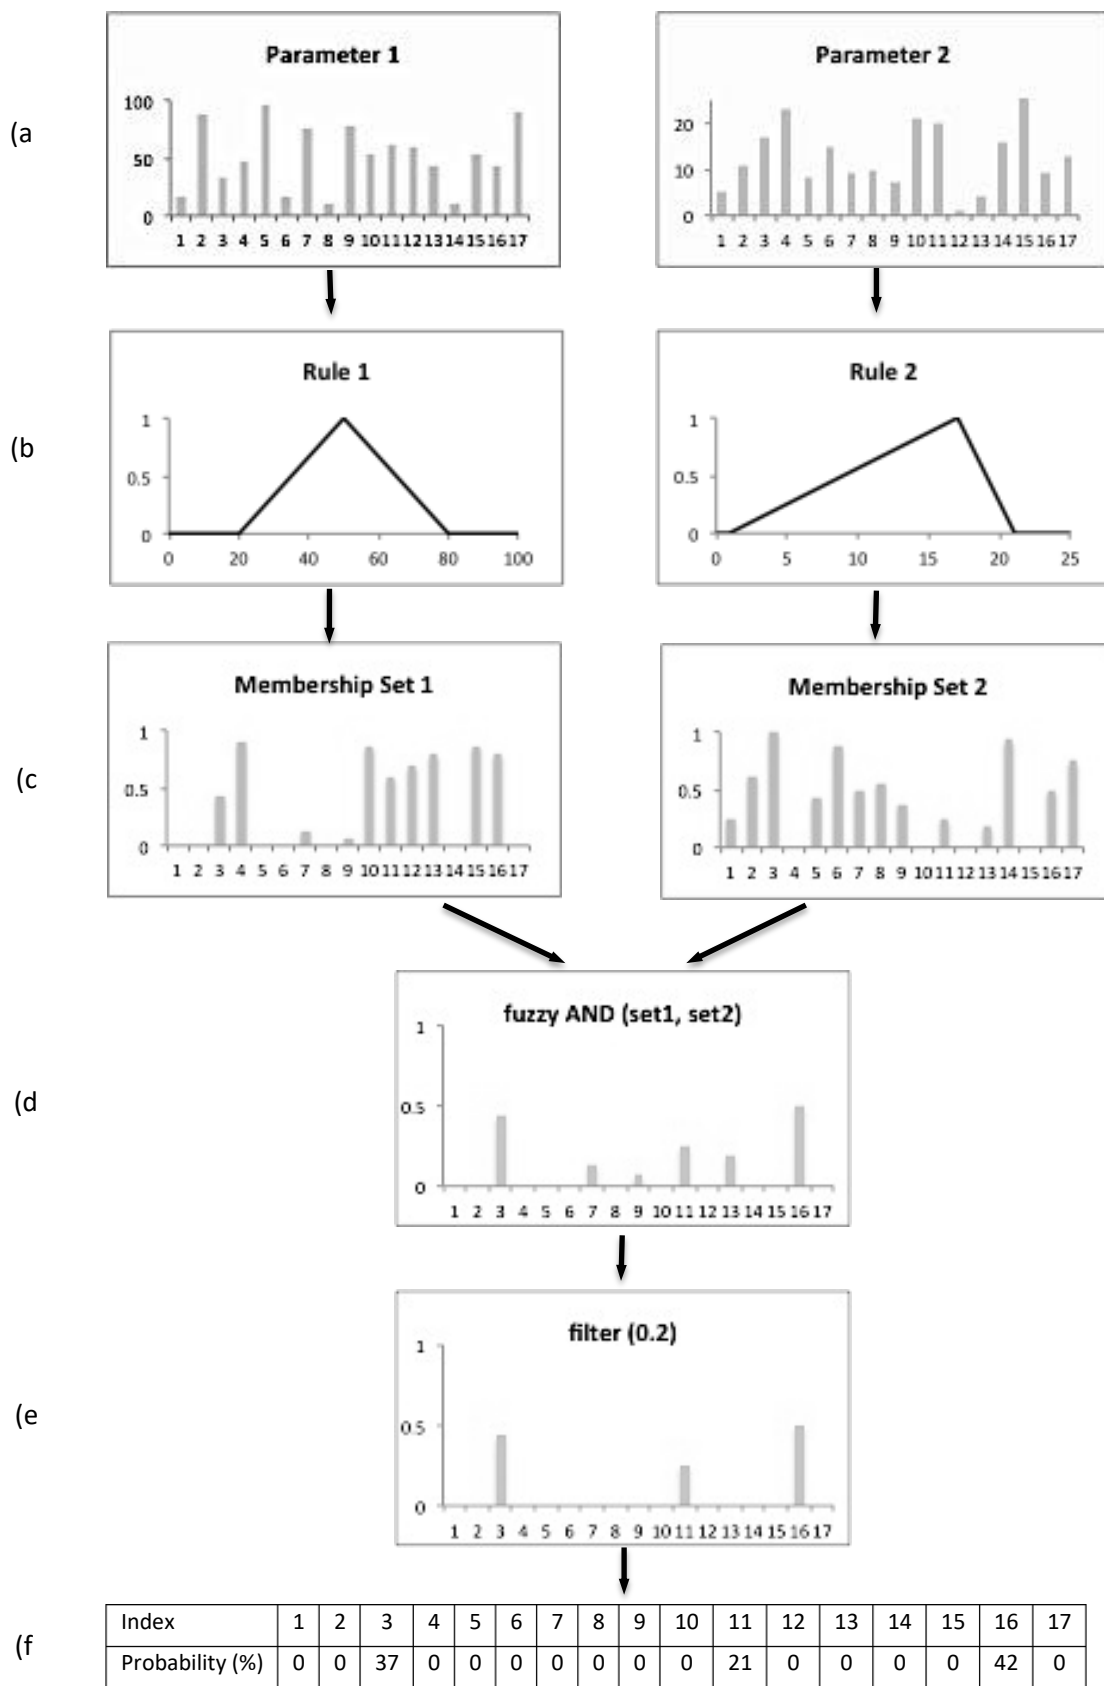 Parameter 1
100
50
0
1 2 3 4 5 6 7 8 9 10 11 12 13 14 15 16 17
Parameter 2
20
10
0
1 2 3 4 5 6 7 8 9 10 11 12 13 14 15 16 17
(a
Rule 1
1
0.5
0
0 20 40 60 80 100
Rule 2
1
0.5
0
0 5 10 15 20 25
(b
Membership Set 1
1
0.5
0
1 2 3 4 5 6 7 8 9 10 11 12 13 14 15 16 17
Membership Set 2
1
0.5
0
1 2 3 4 5 6 7 8 9 10 11 12 13 14 15 16 17
(c
fuzzy AND (set1, set2)
1
0.5
0
1 2 3 4 5 6 7 8 9 10 11 12 13 14 15 16 17
(d
filter (0.2)
1
0.5
0
1 2 3 4 5 6 7 8 9 10 11 12 13 14 15 16 17
(e
(f
Index 1 2 3 4 5 6 7 8 9 10 11 12 13 14 15 16 17
Probability (%) 0 0 37 0 0 0 0 0 0 0 21 0 0 0 0 42 0